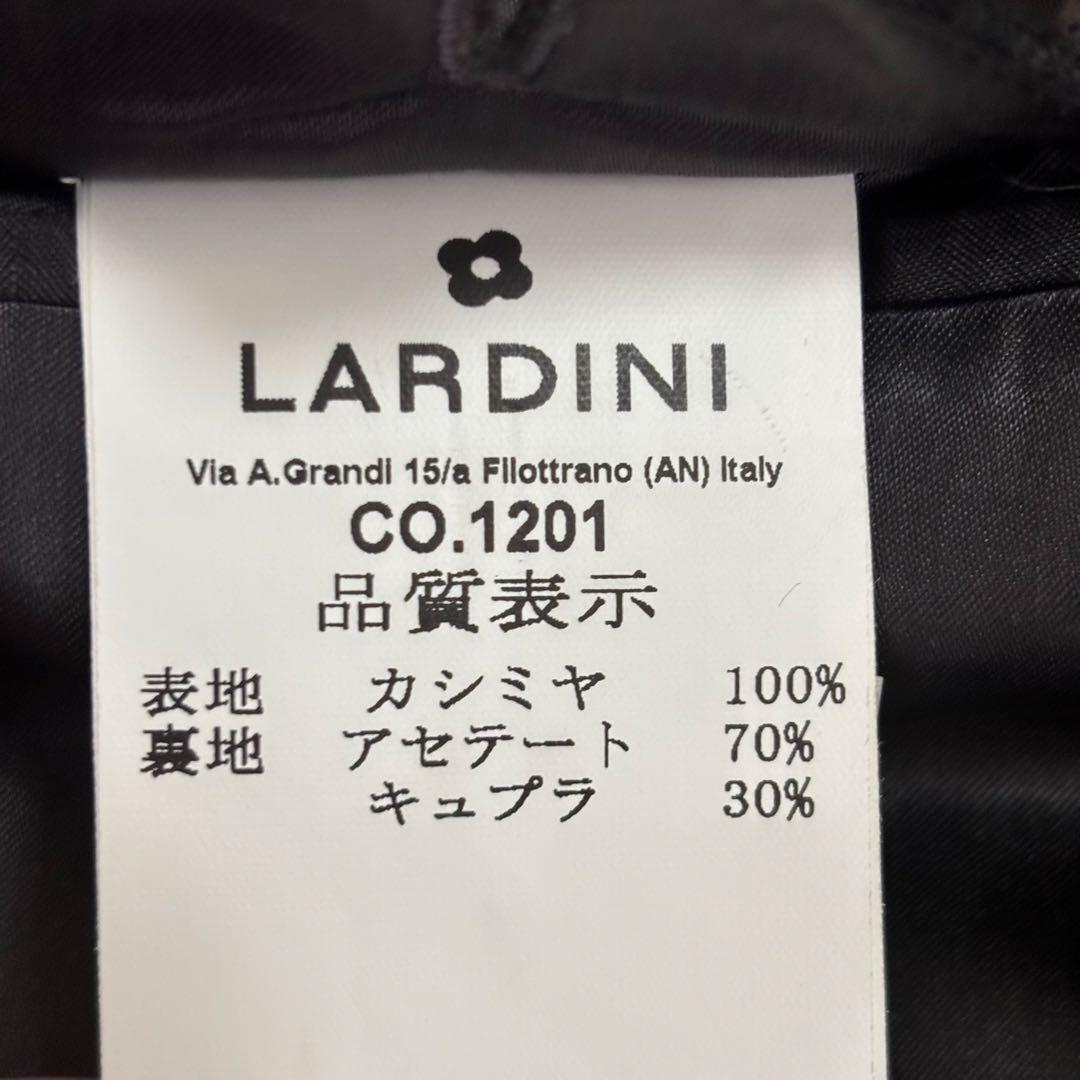 LARDINI
Via A.Grandi 15/a Filottrano (AN) Italy
CO.1201
品質表示
表地 カシミヤ 100%
裏地 アセテート 70%
キュプラ 30%